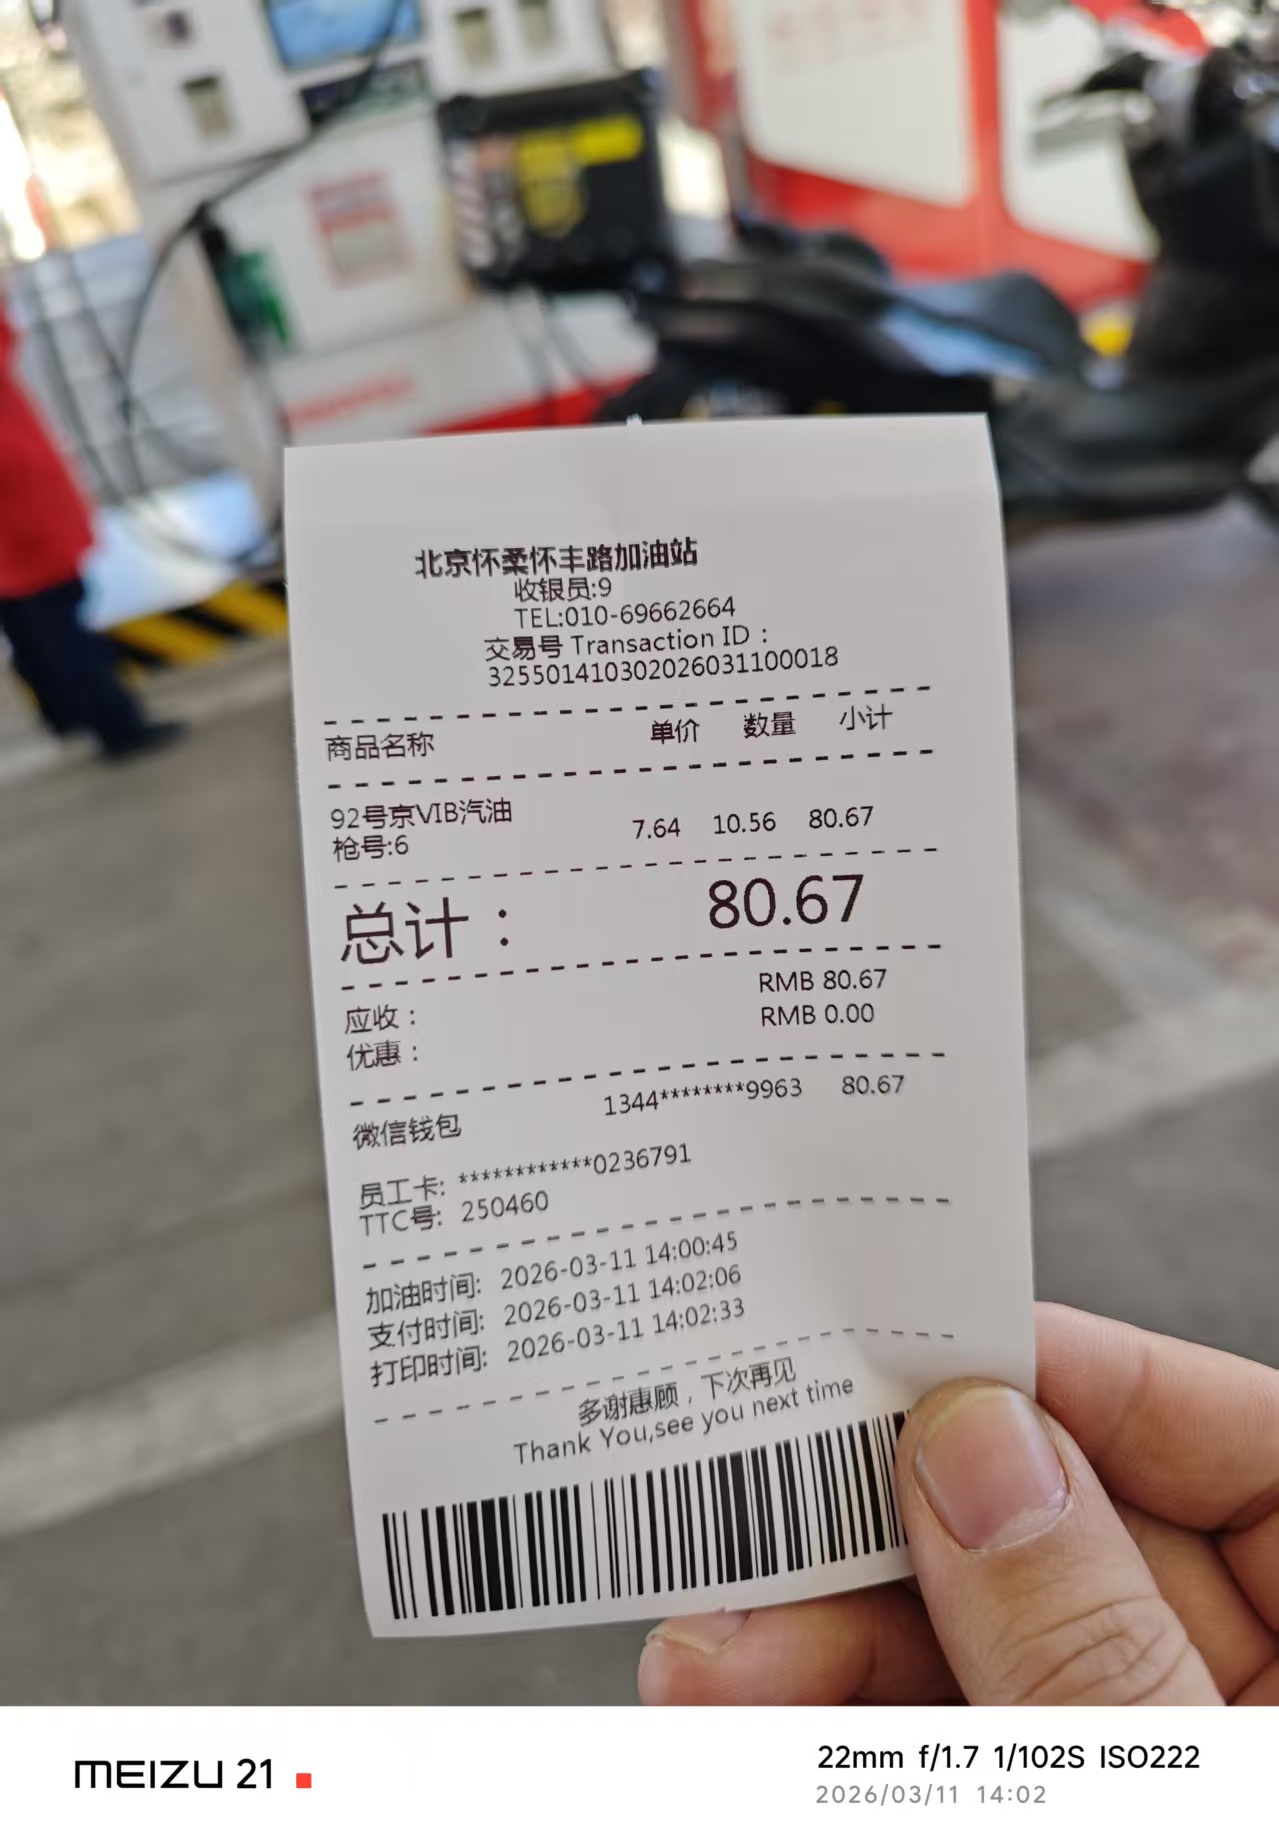 北京怀柔怀丰路加油站
收银员:9
TEL:010-69662664
交易号 Transaction ID：
32550141030202603110​0018
商品名称 单价 数量 小计
92号京VIB汽油
枪号:6 7.64 10.56 80.67
总计： 80.67
应收： RMB 80.67
优惠： RMB 0.00
微信钱包 1344********9963 80.67
员工卡: ************0236791
TTC号: 250460
加油时间: 2026-03-11 14:00:45
支付时间: 2026-03-11 14:02:06
打印时间: 2026-03-11 14:02:33
多谢惠顾，下次再见
Thank You,see you next time
MEIZU 21
22mm f/1.7 1/102S ISO222
2026/03/11 14:02